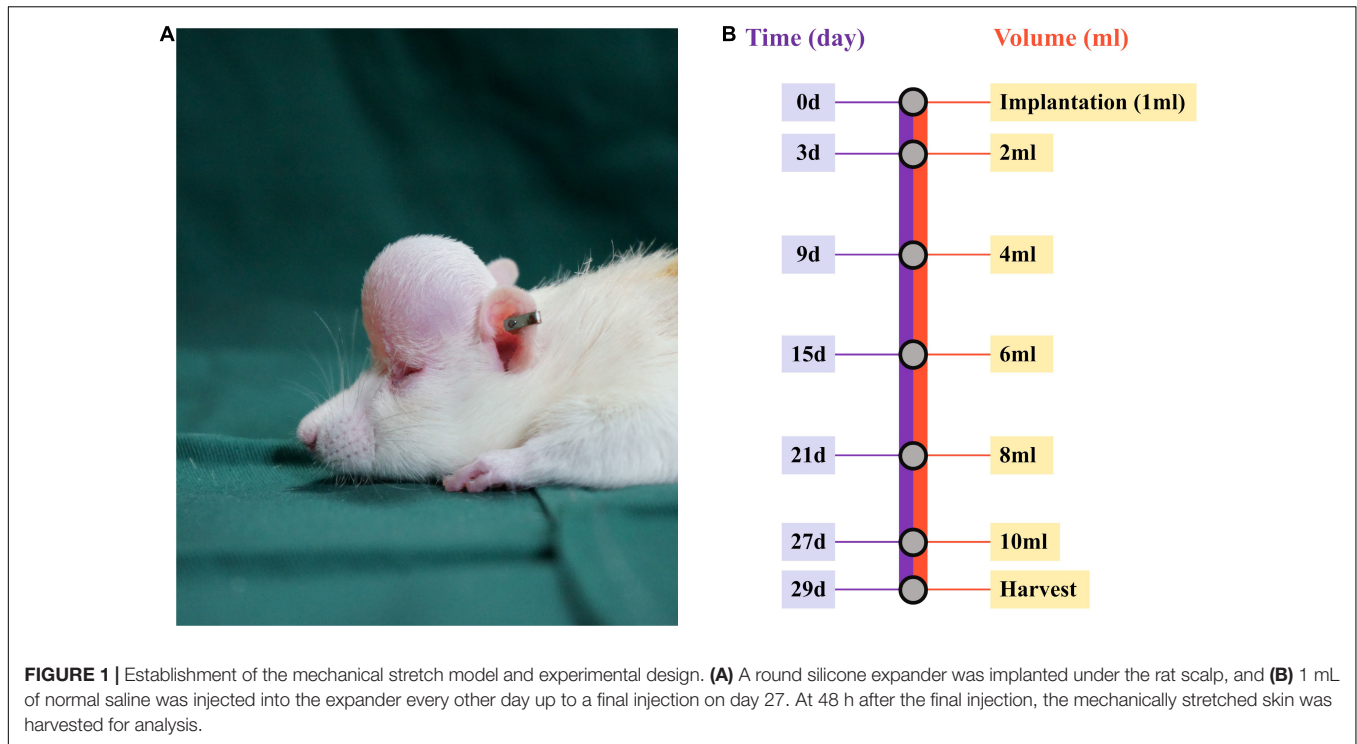 A
B Time (day) Volume (ml)
0d Implantation (1ml)
3d 2ml
9d 4ml
15d 6ml
21d 8ml
27d 10ml
29d Harvest
FIGURE 1 | Establishment of the mechanical stretch model and experimental design. (A) A round silicone expander was implanted under the rat scalp, and (B) 1 mL
of normal saline was injected into the expander every other day up to a final injection on day 27. At 48 h after the final injection, the mechanically stretched skin was
harvested for analysis.